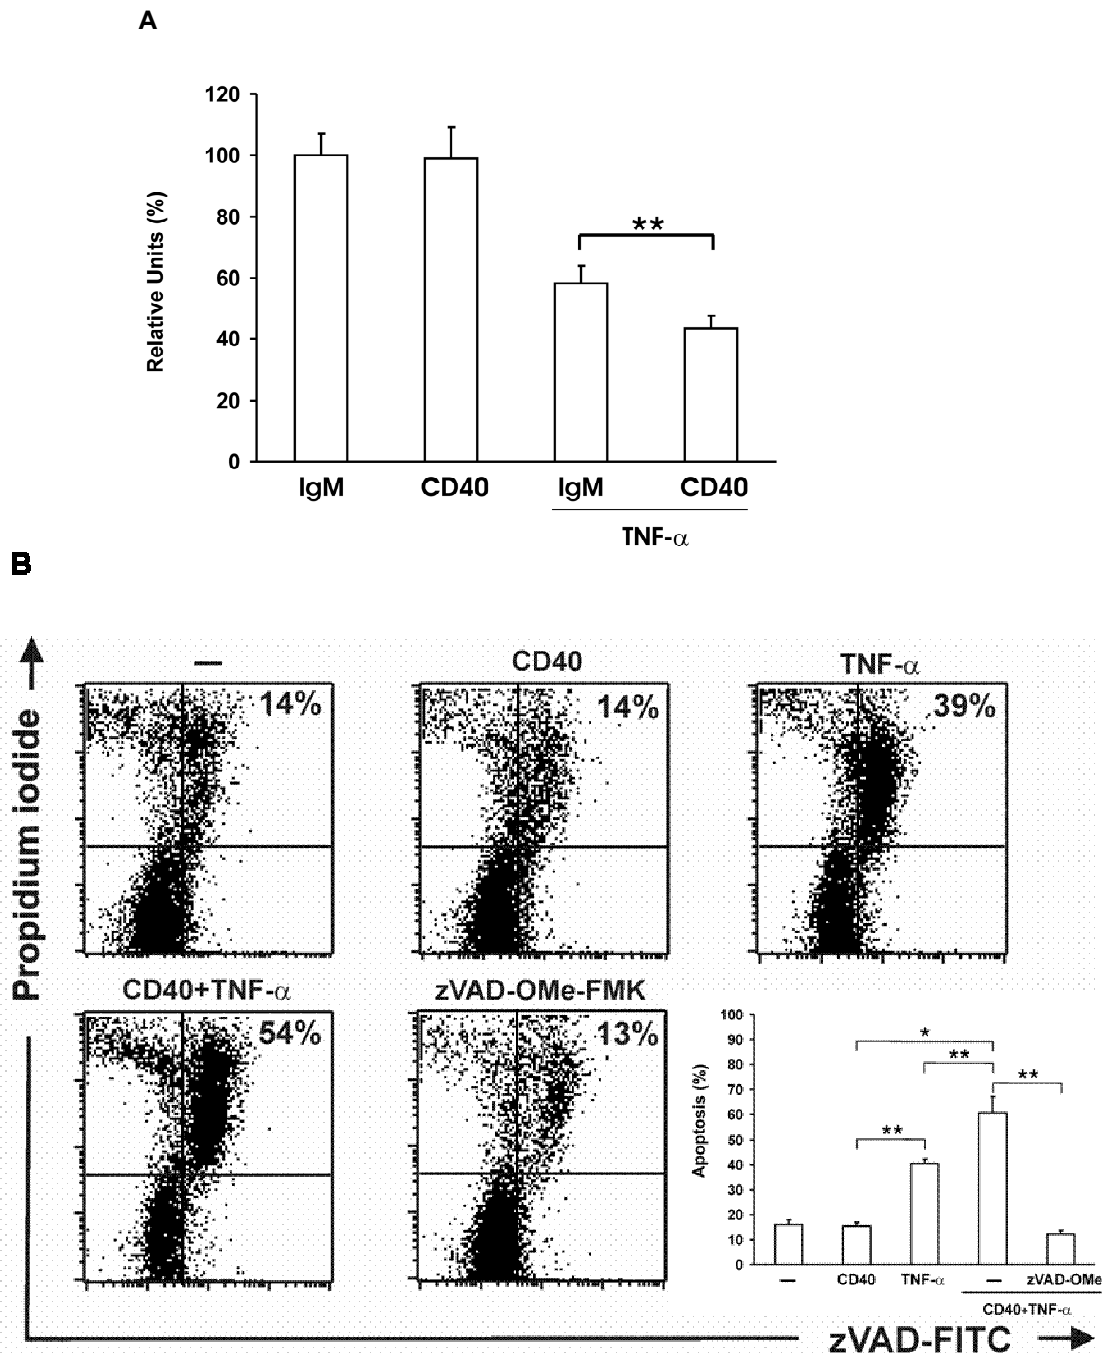 A
120
100
80
60
40
20
0
Relative Units (%)
**
IgM CD40 IgM CD40
TNF-α
B
Propidium iodide
–
14%
CD40
14%
TNF-α
39%
CD40+TNF-α
54%
zVAD-OMe-FMK
13%
100
90
80
70
60
50
40
30
20
10
0
Apoptosis (%)
*
**
**
**
– CD40 TNF-α – zVAD-OMe
CD40+TNF-α
zVAD-FITC